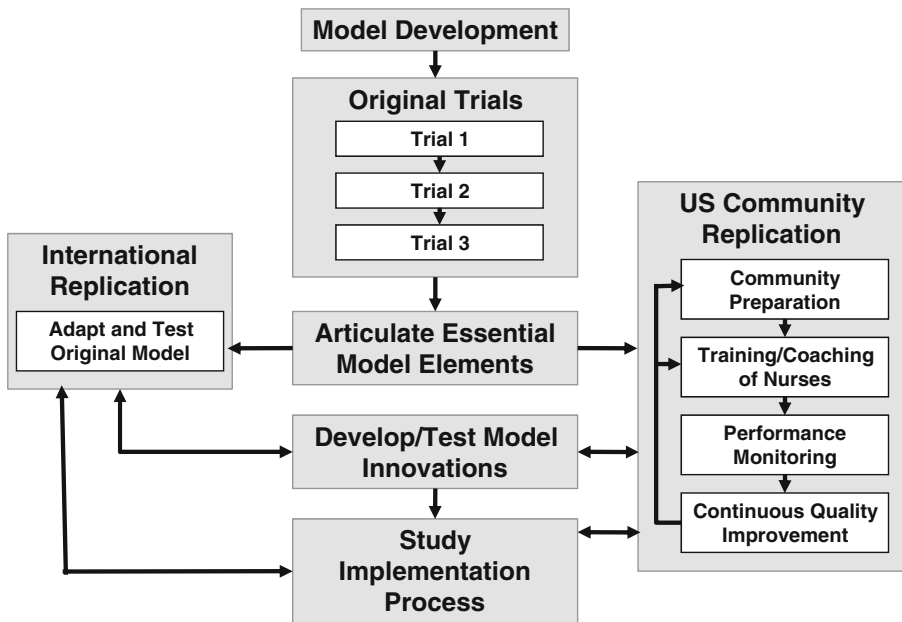 Model Development
Original Trials
Trial 1
Trial 2
Trial 3
International
Replication
Adapt and Test
Original Model
Articulate Essential
Model Elements
Develop/Test Model
Innovations
Study
Implementation
Process
US Community
Replication
Community
Preparation
Training/Coaching
of Nurses
Performance
Monitoring
Continuous Quality
Improvement